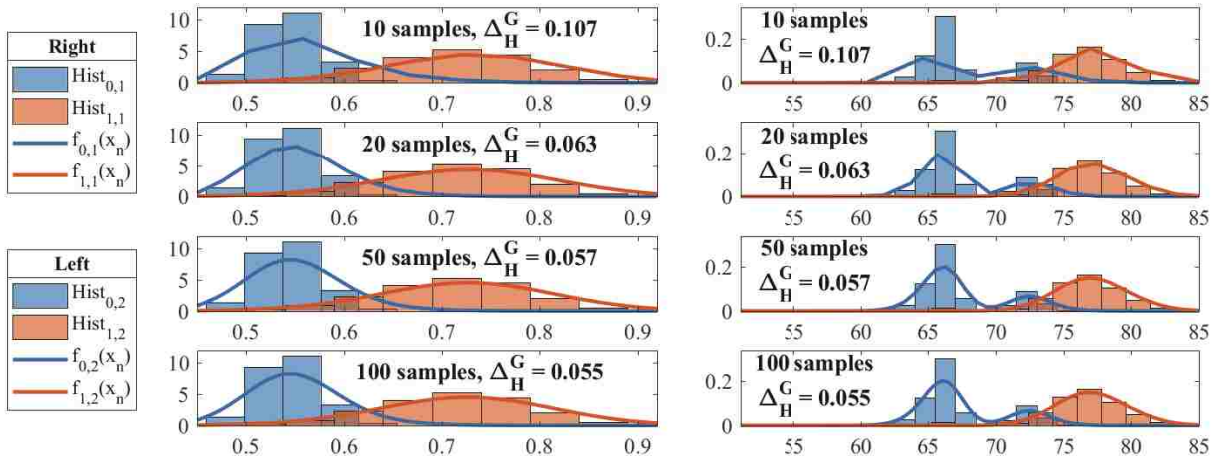 Right
Hist0,1
Hist1,1
f0,1(xn)
f1,1(xn)
Left
Hist0,2
Hist1,2
f0,2(xn)
f1,2(xn)
10
5
0
10 samples, ΔHG = 0.107
0.5 0.6 0.7 0.8 0.9
10
5
0
20 samples, ΔHG = 0.063
0.5 0.6 0.7 0.8 0.9
10
5
0
50 samples, ΔHG = 0.057
0.5 0.6 0.7 0.8 0.9
10
5
0
100 samples, ΔHG = 0.055
0.5 0.6 0.7 0.8 0.9
0.2
0
10 samples
ΔHG = 0.107
55 60 65 70 75 80 85
0.2
0
20 samples
ΔHG = 0.063
55 60 65 70 75 80 85
0.2
0
50 samples
ΔHG = 0.057
55 60 65 70 75 80 85
0.2
0
100 samples
ΔHG = 0.055
55 60 65 70 75 80 85